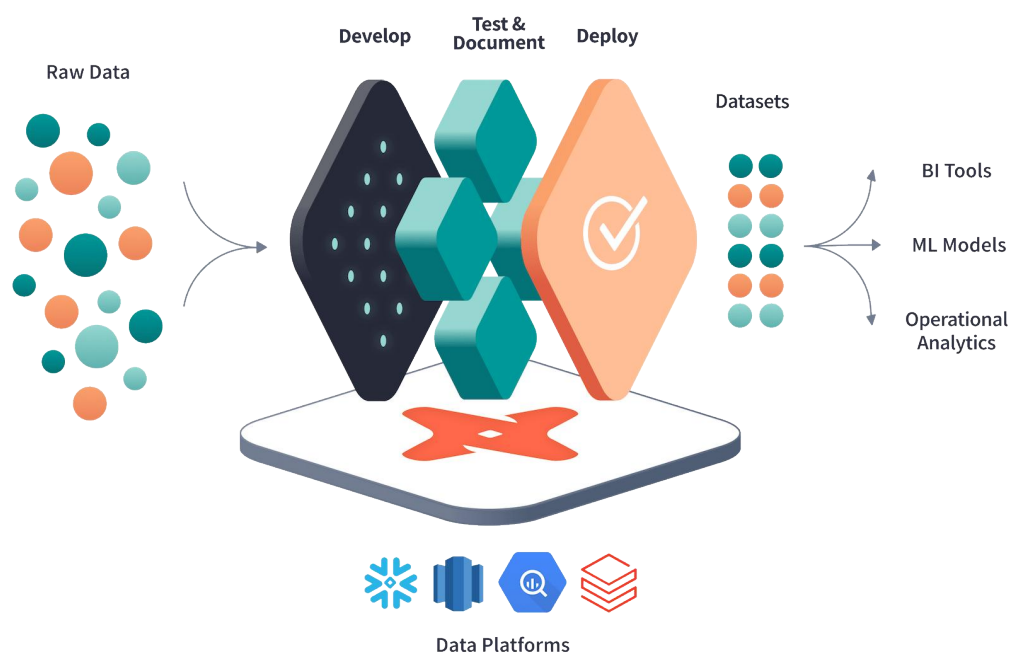 Develop
Test &
Document
Deploy
Raw Data
Datasets
BI Tools
ML Models
Operational
Analytics
Data Platforms